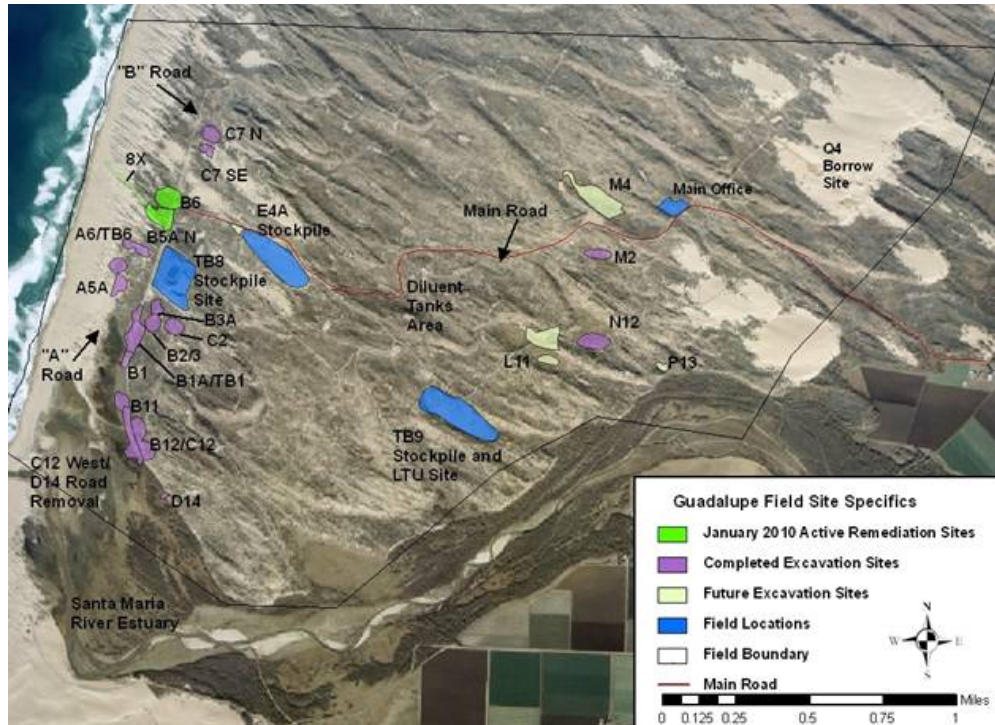 "B" Road
C7 N
C7 SE
8X
B6
B5A N
A6/TB6
E4A
Stockpile
M4
Main Office
Q4
Borrow
Site
Main Road
M2
TB8
Stockpile
Site
A5A
Diluent
Tanks
Area
B3A
C2
N12
"A"
Road
B2/3
B1
B1A/TB1
L11
P13
B11
B12/C12
TB9
Stockpile and
LTU Site
C12 West/
D14 Road
Removal
D14
Santa Maria
River Estuary
Guadalupe Field Site Specifics
January 2010 Active Remediation Sites
Completed Excavation Sites
Future Excavation Sites
Field Locations
Field Boundary
Main Road
N
W
E
S
Miles
0 0.125 0.25 0.5 0.75 1